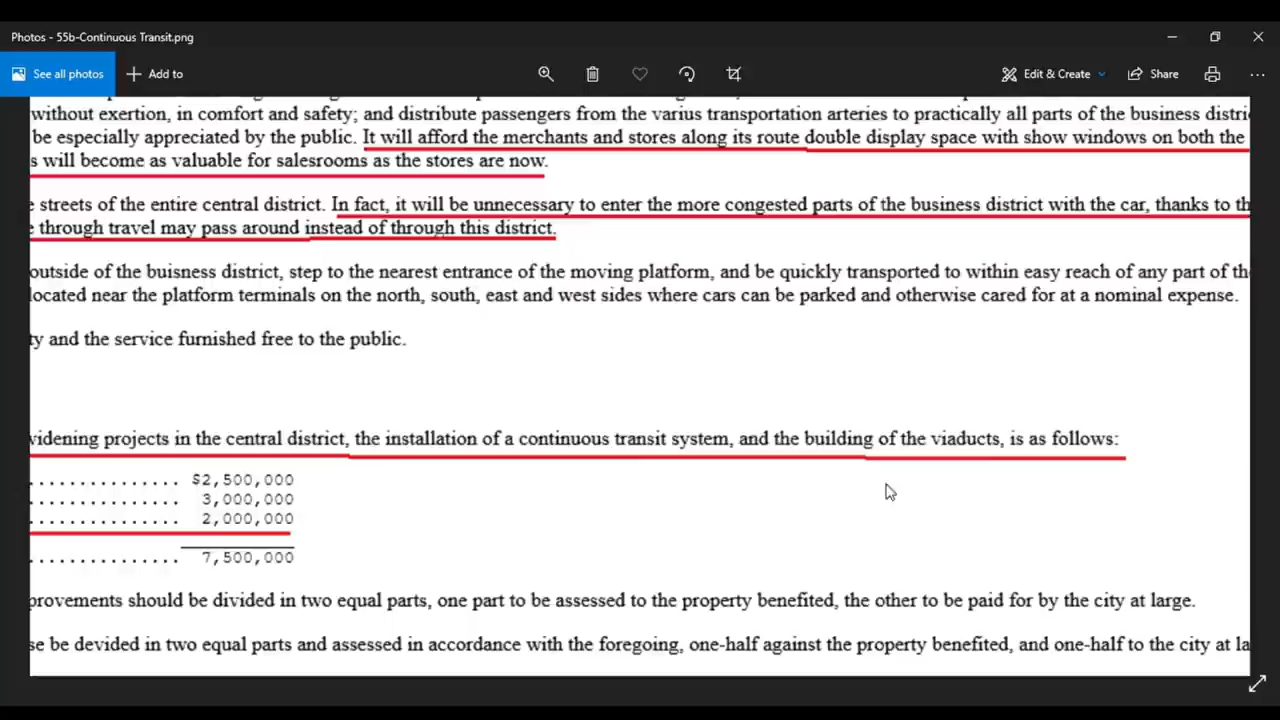 Photos - 55b-Continuous Transit.png
See all photos
Add to
Edit & Create
Share
without exertion, in comfort and safety; and distribute passengers from the varius transportation arteries to practically all parts of the business distri
be especially appreciated by the public. It will afford the merchants and stores along its route double display space with show windows on both the
s will become as valuable for salesrooms as the stores are now.
e streets of the entire central district. In fact, it will be unnecessary to enter the more congested parts of the business district with the car, thanks to th
e through travel may pass around instead of through this district.
outside of the buisness district, step to the nearest entrance of the moving platform, and be quickly transported to within easy reach of any part of the
located near the platform terminals on the north, south, east and west sides where cars can be parked and otherwise cared for at a nominal expense.
ty and the service furnished free to the public.
videning projects in the central district, the installation of a continuous transit system, and the building of the viaducts, is as follows:
............... $2,500,000
............... 3,000,000
............... 2,000,000
............... 7,500,000
provements should be divided in two equal parts, one part to be assessed to the property benefited, the other to be paid for by the city at large.
se be devided in two equal parts and assessed in accordance with the foregoing, one-half against the property benefited, and one-half to the city at la